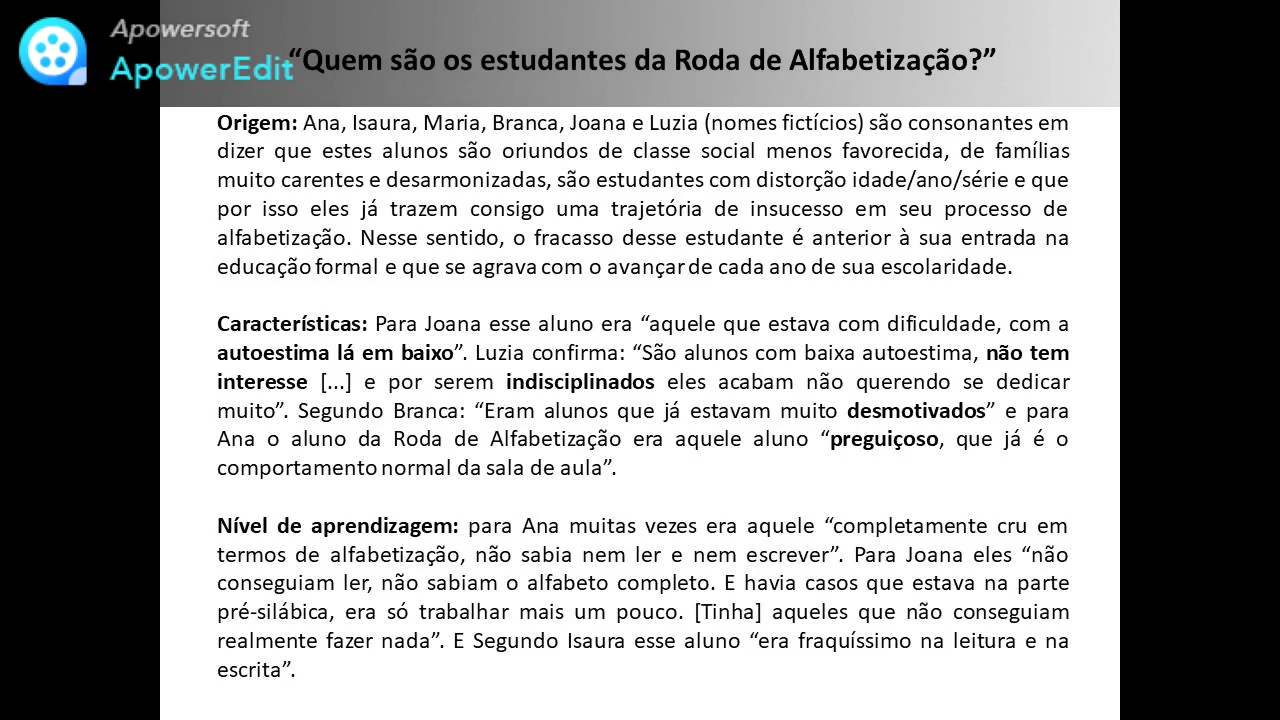 Apowersoft
ApowerEdit
“Quem são os estudantes da Roda de Alfabetização?”
Origem: Ana, Isaura, Maria, Branca, Joana e Luzia (nomes fictícios) são consonantes em
dizer que estes alunos são oriundos de classe social menos favorecida, de famílias
muito carentes e desarmonizadas, são estudantes com distorção idade/ano/série e que
por isso eles já trazem consigo uma trajetória de insucesso em seu processo de
alfabetização. Nesse sentido, o fracasso desse estudante é anterior à sua entrada na
educação formal e que se agrava com o avançar de cada ano de sua escolaridade.
Características: Para Joana esse aluno era “aquele que estava com dificuldade, com a
autoestima lá em baixo”. Luzia confirma: “São alunos com baixa autoestima, não tem
interesse [...] e por serem indisciplinados eles acabam não querendo se dedicar
muito”. Segundo Branca: “Eram alunos que já estavam muito desmotivados” e para
Ana o aluno da Roda de Alfabetização era aquele aluno “preguiçoso, que já é o
comportamento normal da sala de aula”.
Nível de aprendizagem: para Ana muitas vezes era aquele “completamente cru em
termos de alfabetização, não sabia nem ler e nem escrever”. Para Joana eles “não
conseguiam ler, não sabiam o alfabeto completo. E havia casos que estava na parte
pré-silábica, era só trabalhar mais um pouco. [Tinha] aqueles que não conseguiam
realmente fazer nada”. E Segundo Isaura esse aluno “era fraquíssimo na leitura e na
escrita”.